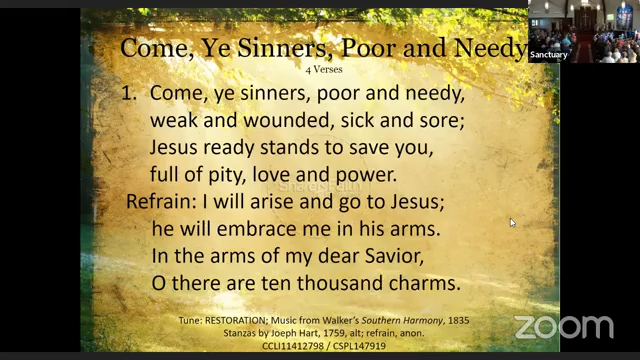 Come, Ye Sinners, Poor and Needy
4 Verses
1. Come, ye sinners, poor and needy,
weak and wounded, sick and sore;
Jesus ready stands to save you,
full of pity, love and power.
Refrain: I will arise and go to Jesus;
he will embrace me in his arms.
In the arms of my dear Savior,
O there are ten thousand charms.
Tune: RESTORATION; Music from Walker's Southern Harmony, 1835
Stanzas by Joeph Hart, 1759, alt; refrain, anon.
CCLI11412798 / CSPL147919
Sanctuary
zoom